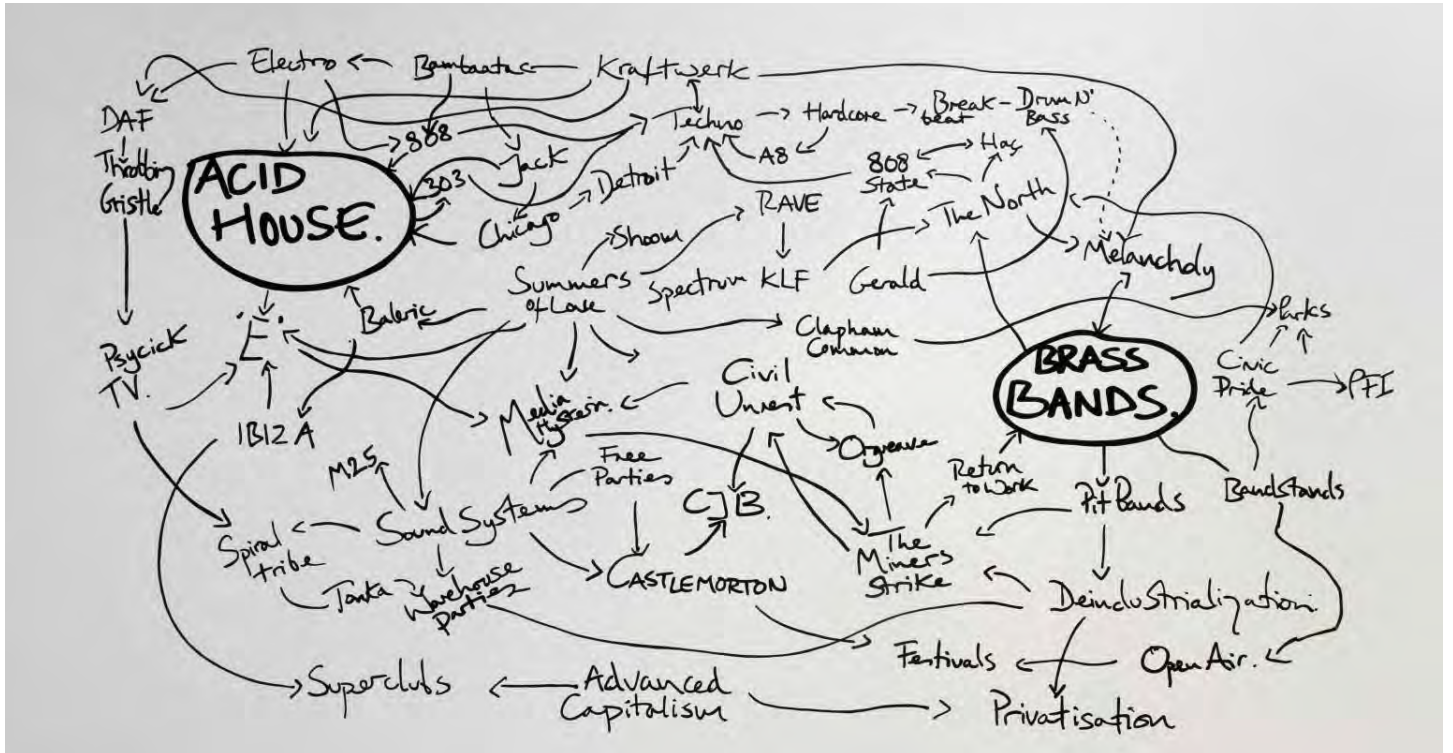 Electro
Bambaataa
Kraftwerk
DAF
808
Techno
Hardcore
Break-
beat
Drum N'
Bass
Throbbing
Gristle
ACID
HOUSE.
303
Jack
A8
808
State
Haç
Detroit
Chicago
RAVE
The North
Shoom
Melancholy
Summers
of Love
Spectrum
KLF
Gerald
Baleric
Clapham
Common
Parks
Psycick
TV.
'E'.
BRASS
BANDS.
Civic
Pride
PFI
Civil
Unrest
Media
Hysteria.
IBIZA
Orgreave
M25
Free
Parties
Return
to Work
Pit Bands
Bandstands
CJB.
Sound Systems
Spiral
tribe
The
Miners
Strike
CASTLEMORTON
Tonka
Warehouse
Parties
Deindustrialization.
Festivals
Open Air.
Superclubs
Advanced
Capitalism
Privatisation